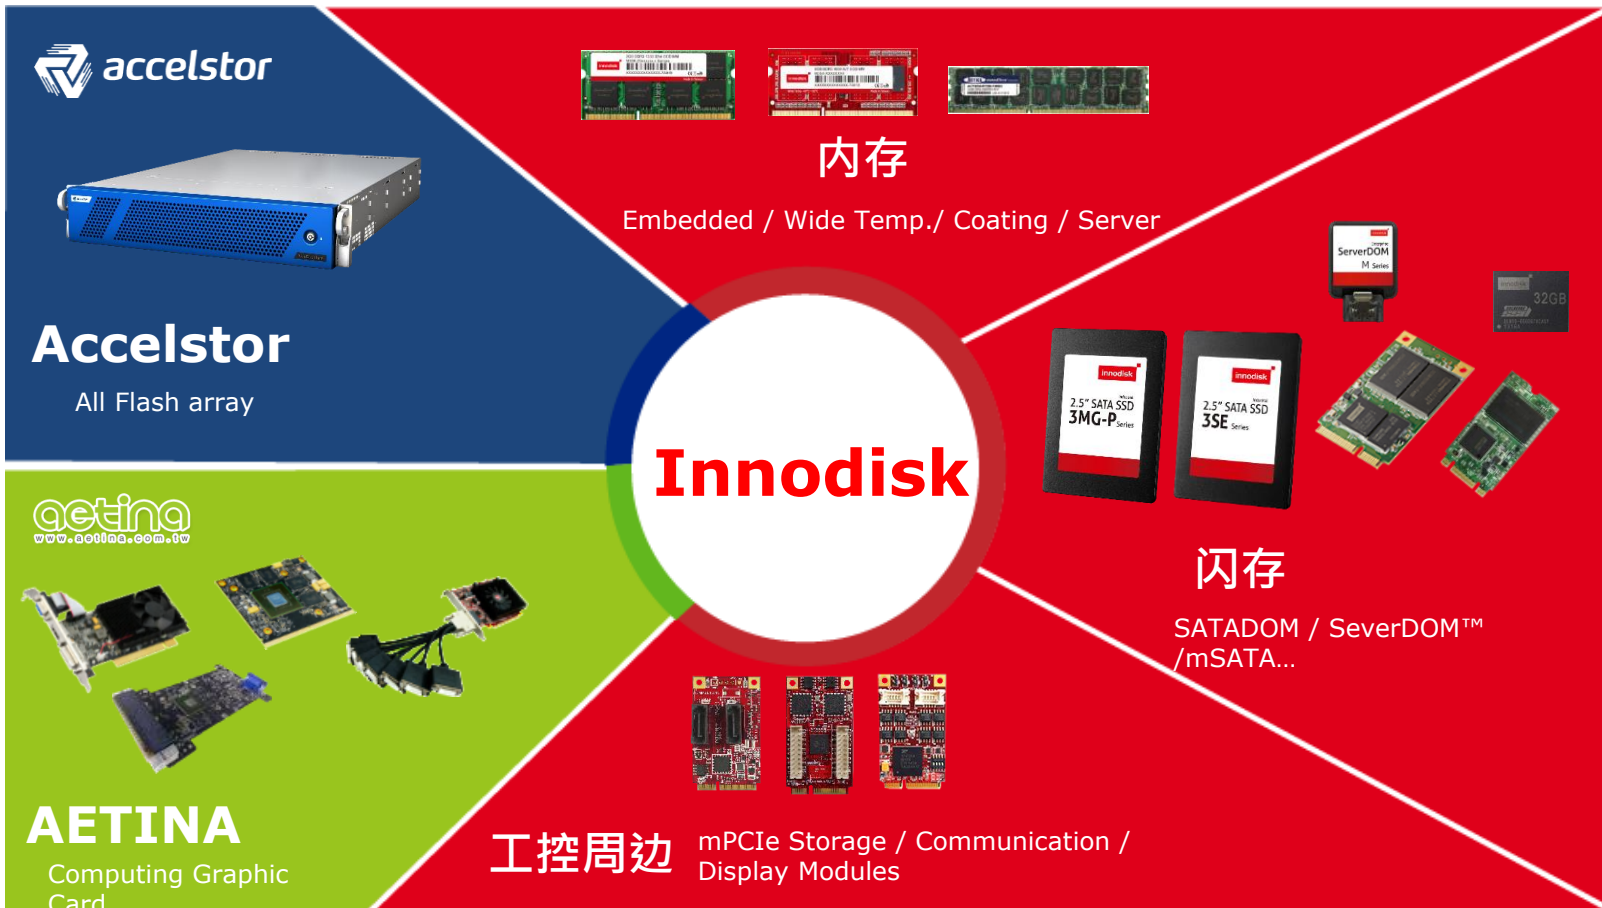 accelstor
内存
Embedded / Wide Temp./ Coating / Server
Accelstor
All Flash array
Innodisk
ServerDOM
M Series
innodisk
32GB
innodisk
2.5" SATA SSD
3MG-P Series
innodisk
2.5" SATA SSD
3SE Series
闪存
SATADOM / SeverDOM™
/mSATA...
aetina
www.aetina.com.tw
AETINA
Computing Graphic
Card
工控周边
mPCIe Storage / Communication /
Display Modules